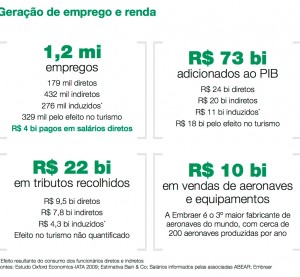 Geração de emprego e renda
1,2 mi
empregos
179 mil diretos
432 mil indiretos
276 mil induzidos*
329 mil pelo efeito no turismo
R$ 4 bi pagos em salários diretos
R$ 73 bi
adicionados ao PIB
R$ 24 bi diretos
R$ 20 bi indiretos
R$ 11 bi induzidos*
R$ 18 bi pelo efeito no turismo
R$ 22 bi
em tributos recolhidos
R$ 9,5 bi diretos
R$ 7,8 bi indiretos
R$ 4,3 bi induzidos*
Efeito no turismo não quantificado
R$ 10 bi
em vendas de aeronaves
e equipamentos
A Embraer é o 3º maior fabricante de
aeronaves do mundo, com cerca de
200 aeronaves produzidas por ano
Efeito resultante do consumo dos funcionários diretos e indiretos
Fontes: Estudo Oxford Economics-IATA 2009; Estimativa Bain & Co; Salários informados pelas associadas ABEAR; Embraer